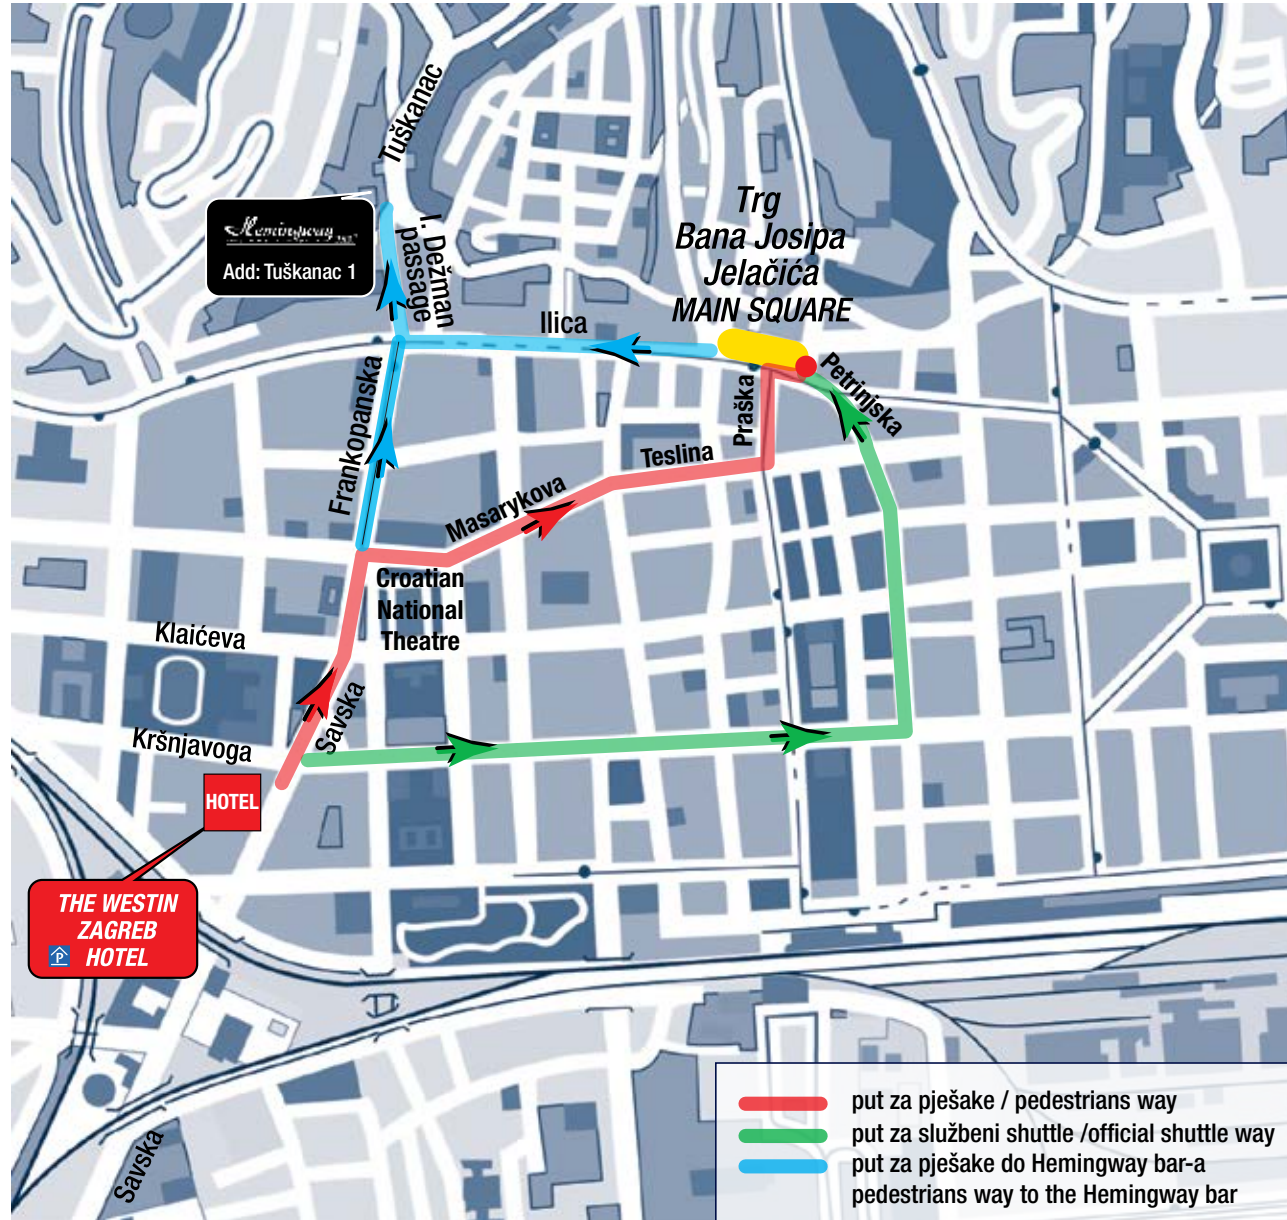 Tuškanac
Hemingway
Add: Tuškanac 1
I. Dežman
passage
Trg
Bana Josipa
Jelačića
MAIN SQUARE
Ilica
Petrinjska
Praška
Frankopanska
Teslina
Masarykova
Croatian
National
Theatre
Klaićeva
Savska
Kršnjavoga
HOTEL
THE WESTIN
ZAGREB
P HOTEL
Savska
put za pješake / pedestrians way
put za službeni shuttle /official shuttle way
put za pješake do Hemingway bar-a
pedestrians way to the Hemingway bar